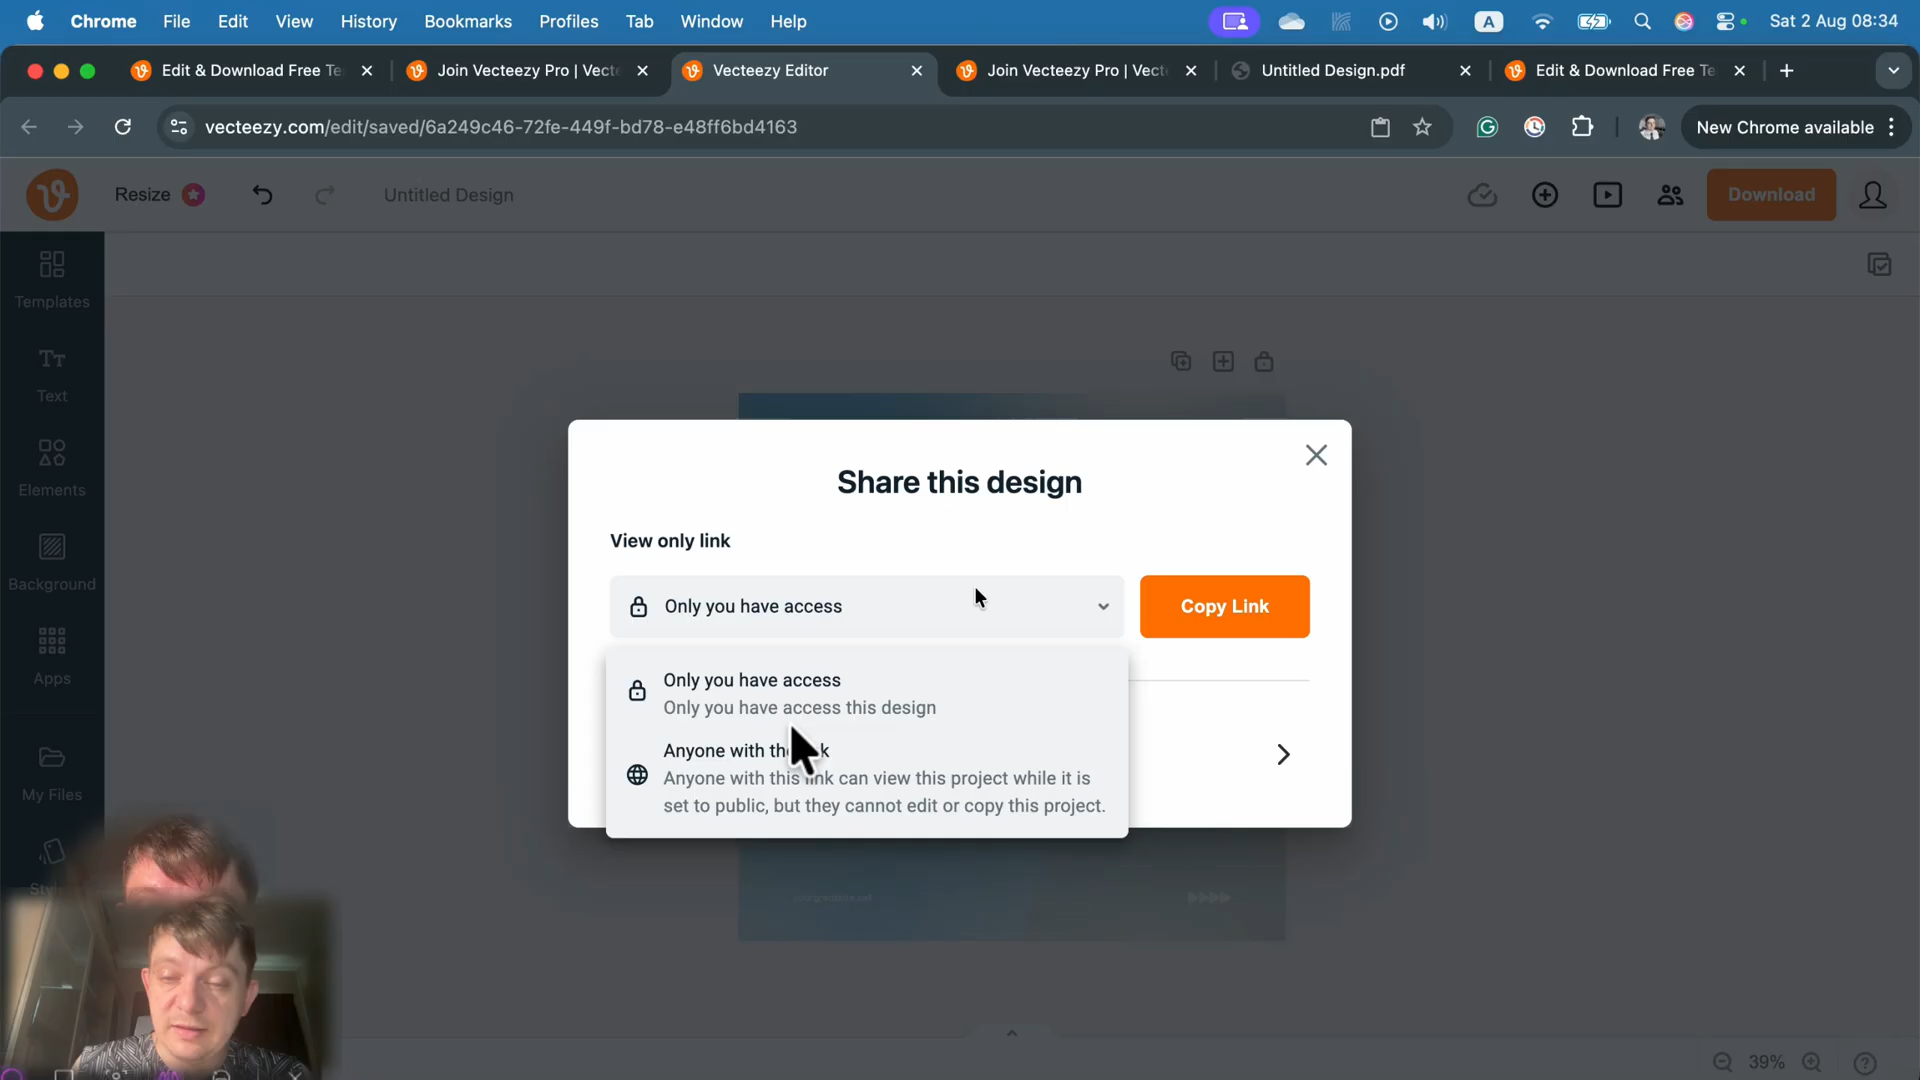 Chrome File Edit View History Bookmarks Profiles Tab Window Help A Sat 2 Aug 08:34
Edit & Download Free Te Join Vecteezy Pro | Vecte Vecteezy Editor Join Vecteezy Pro | Vect Untitled Design.pdf Edit & Download Free Te
vecteezy.com/edit/saved/6a249c46-72fe-449f-bd78-e48ff6bd4163 New Chrome available
Resize Untitled Design Download
Templates
Text
Elements
Background
Apps
My Files
Share this design
View only link
Only you have access Copy Link
Only you have access
Only you have access this design
Anyone with the
Anyone with this link can view this project while it is
set to public, but they cannot edit or copy this project.
39%